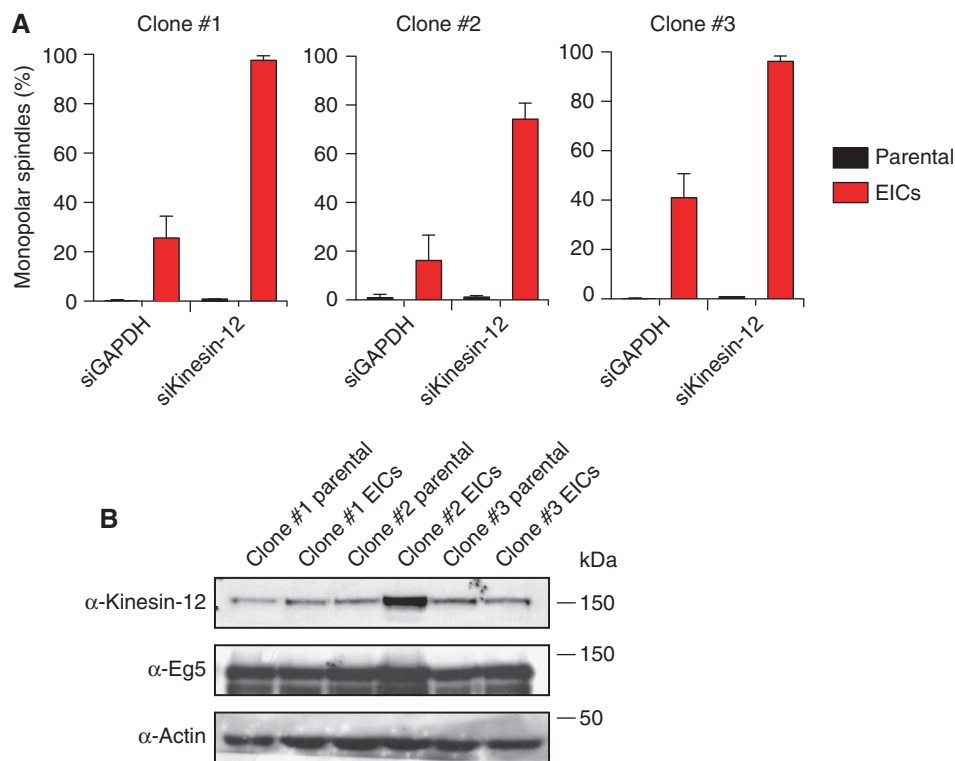 A
Clone #1
Clone #2
Clone #3
Monopolar spindles (%)
100
80
60
40
20
0
siGAPDH
siKinesin-12
100
80
60
40
20
0
siGAPDH
siKinesin-12
100
80
60
40
20
0
siGAPDH
siKinesin-12
Parental
EICs
B
Clone #1 parental
Clone #1 EICs
Clone #2 parental
Clone #2 EICs
Clone #3 parental
Clone #3 EICs
kDa
α-Kinesin-12
150
α-Eg5
150
α-Actin
50